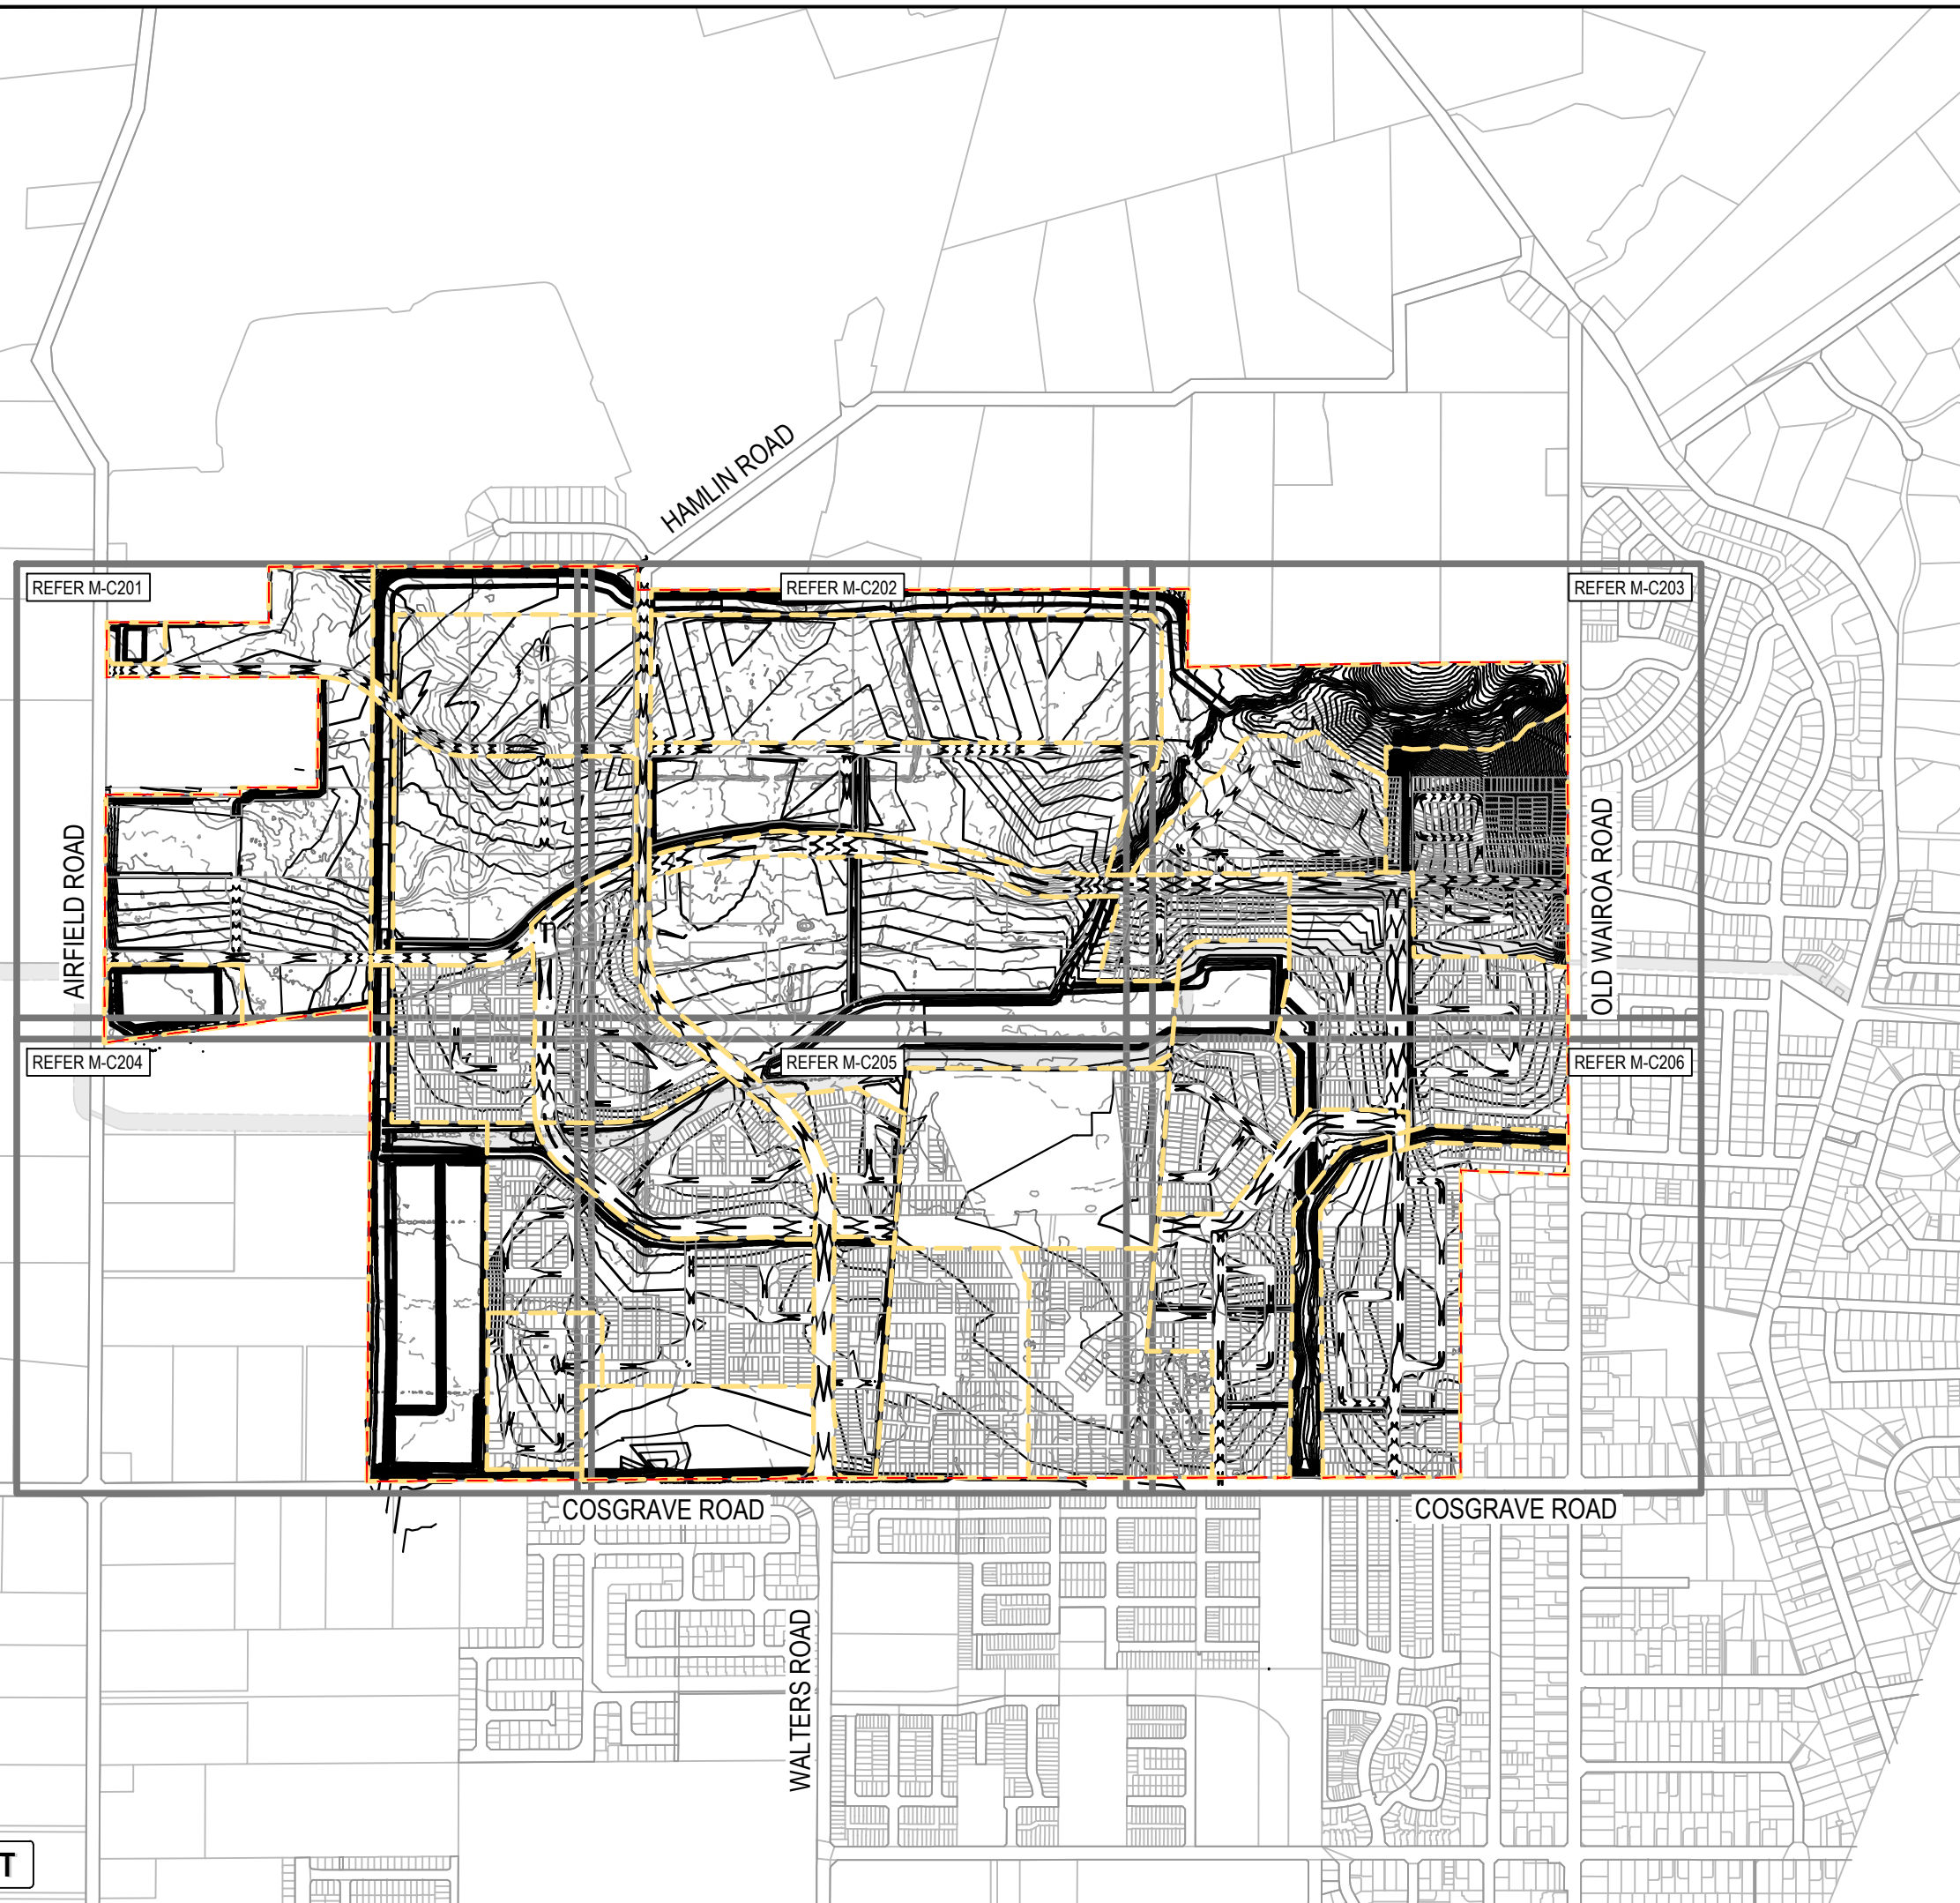 HAMLIN ROAD
REFER M-C201
REFER M-C202
REFER M-C203
AIRFIELD ROAD
OLD WAIROA ROAD
REFER M-C204
REFER M-C205
REFER M-C206
COSGRAVE ROAD
COSGRAVE ROAD
WALTERS ROAD
T